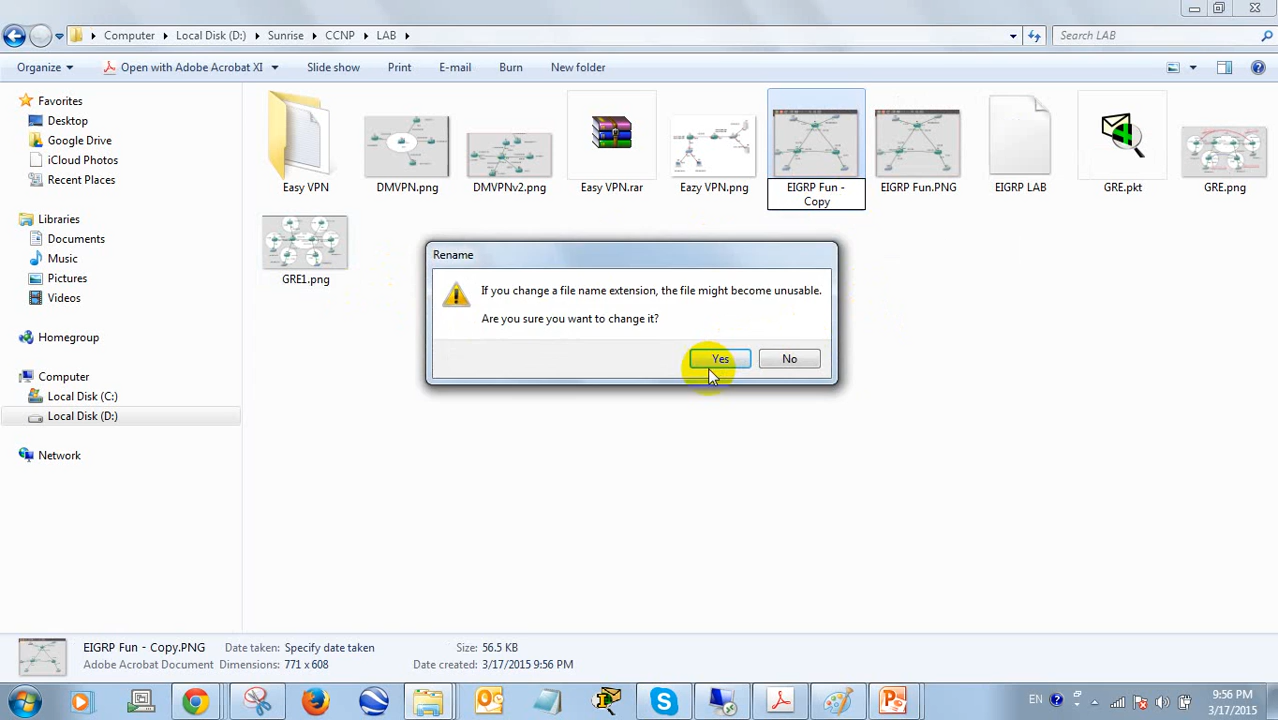 Computer Local Disk (D:) Sunrise CCNP LAB Search LAB
Organize Open with Adobe Acrobat XI Slide show Print E-mail Burn New folder
Favorites
Desktop
Google Drive
iCloud Photos
Recent Places
Libraries
Documents
Music
Pictures
Videos
Homegroup
Computer
Local Disk (C:)
Local Disk (D:)
Network
Easy VPN
DMVPN.png
DMVPNv2.png
Easy VPN.rar
Eazy VPN.png
EIGRP Fun -
Copy
EIGRP Fun.PNG
EIGRP LAB
GRE.pkt
GRE.png
GRE1.png
Rename
If you change a file name extension, the file might become unusable.
Are you sure you want to change it?
Yes
No
EIGRP Fun - Copy.PNG Date taken: Specify date taken Size: 56.5 KB
Adobe Acrobat Document Dimensions: 771 x 608 Date created: 3/17/2015 9:56 PM
EN
9:56 PM
3/17/2015